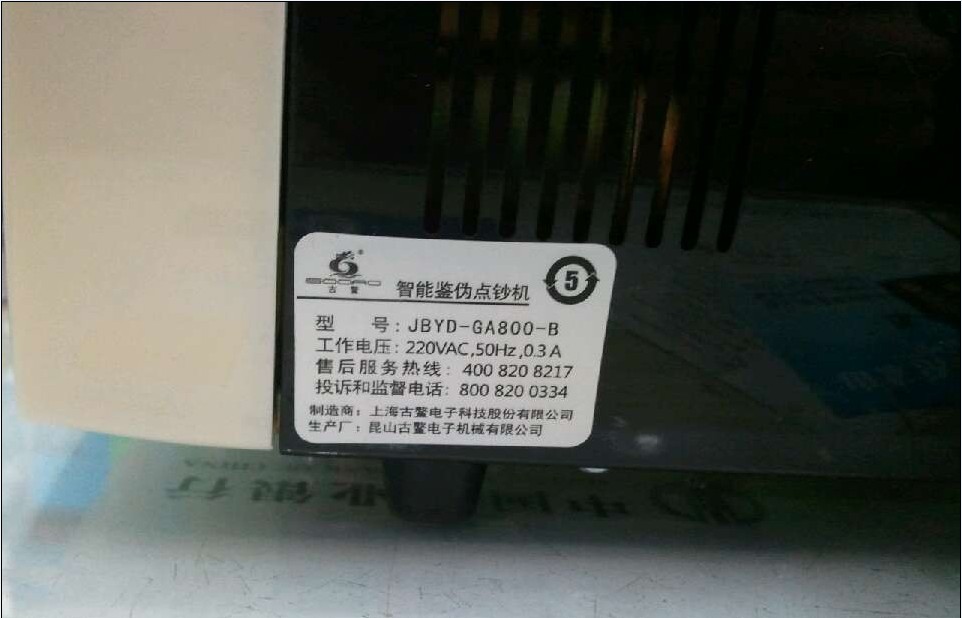 GOOAO
古鳌
智能鉴伪点钞机
5
型 号: JBYD-GA800-B
工作电压: 220VAC,50Hz,0.3A
售后服务热线: 400 820 8217
投诉和监督电话: 800 820 0334
制造商: 上海古鳌电子科技股份有限公司
生产厂: 昆山古鳌电子机械有限公司